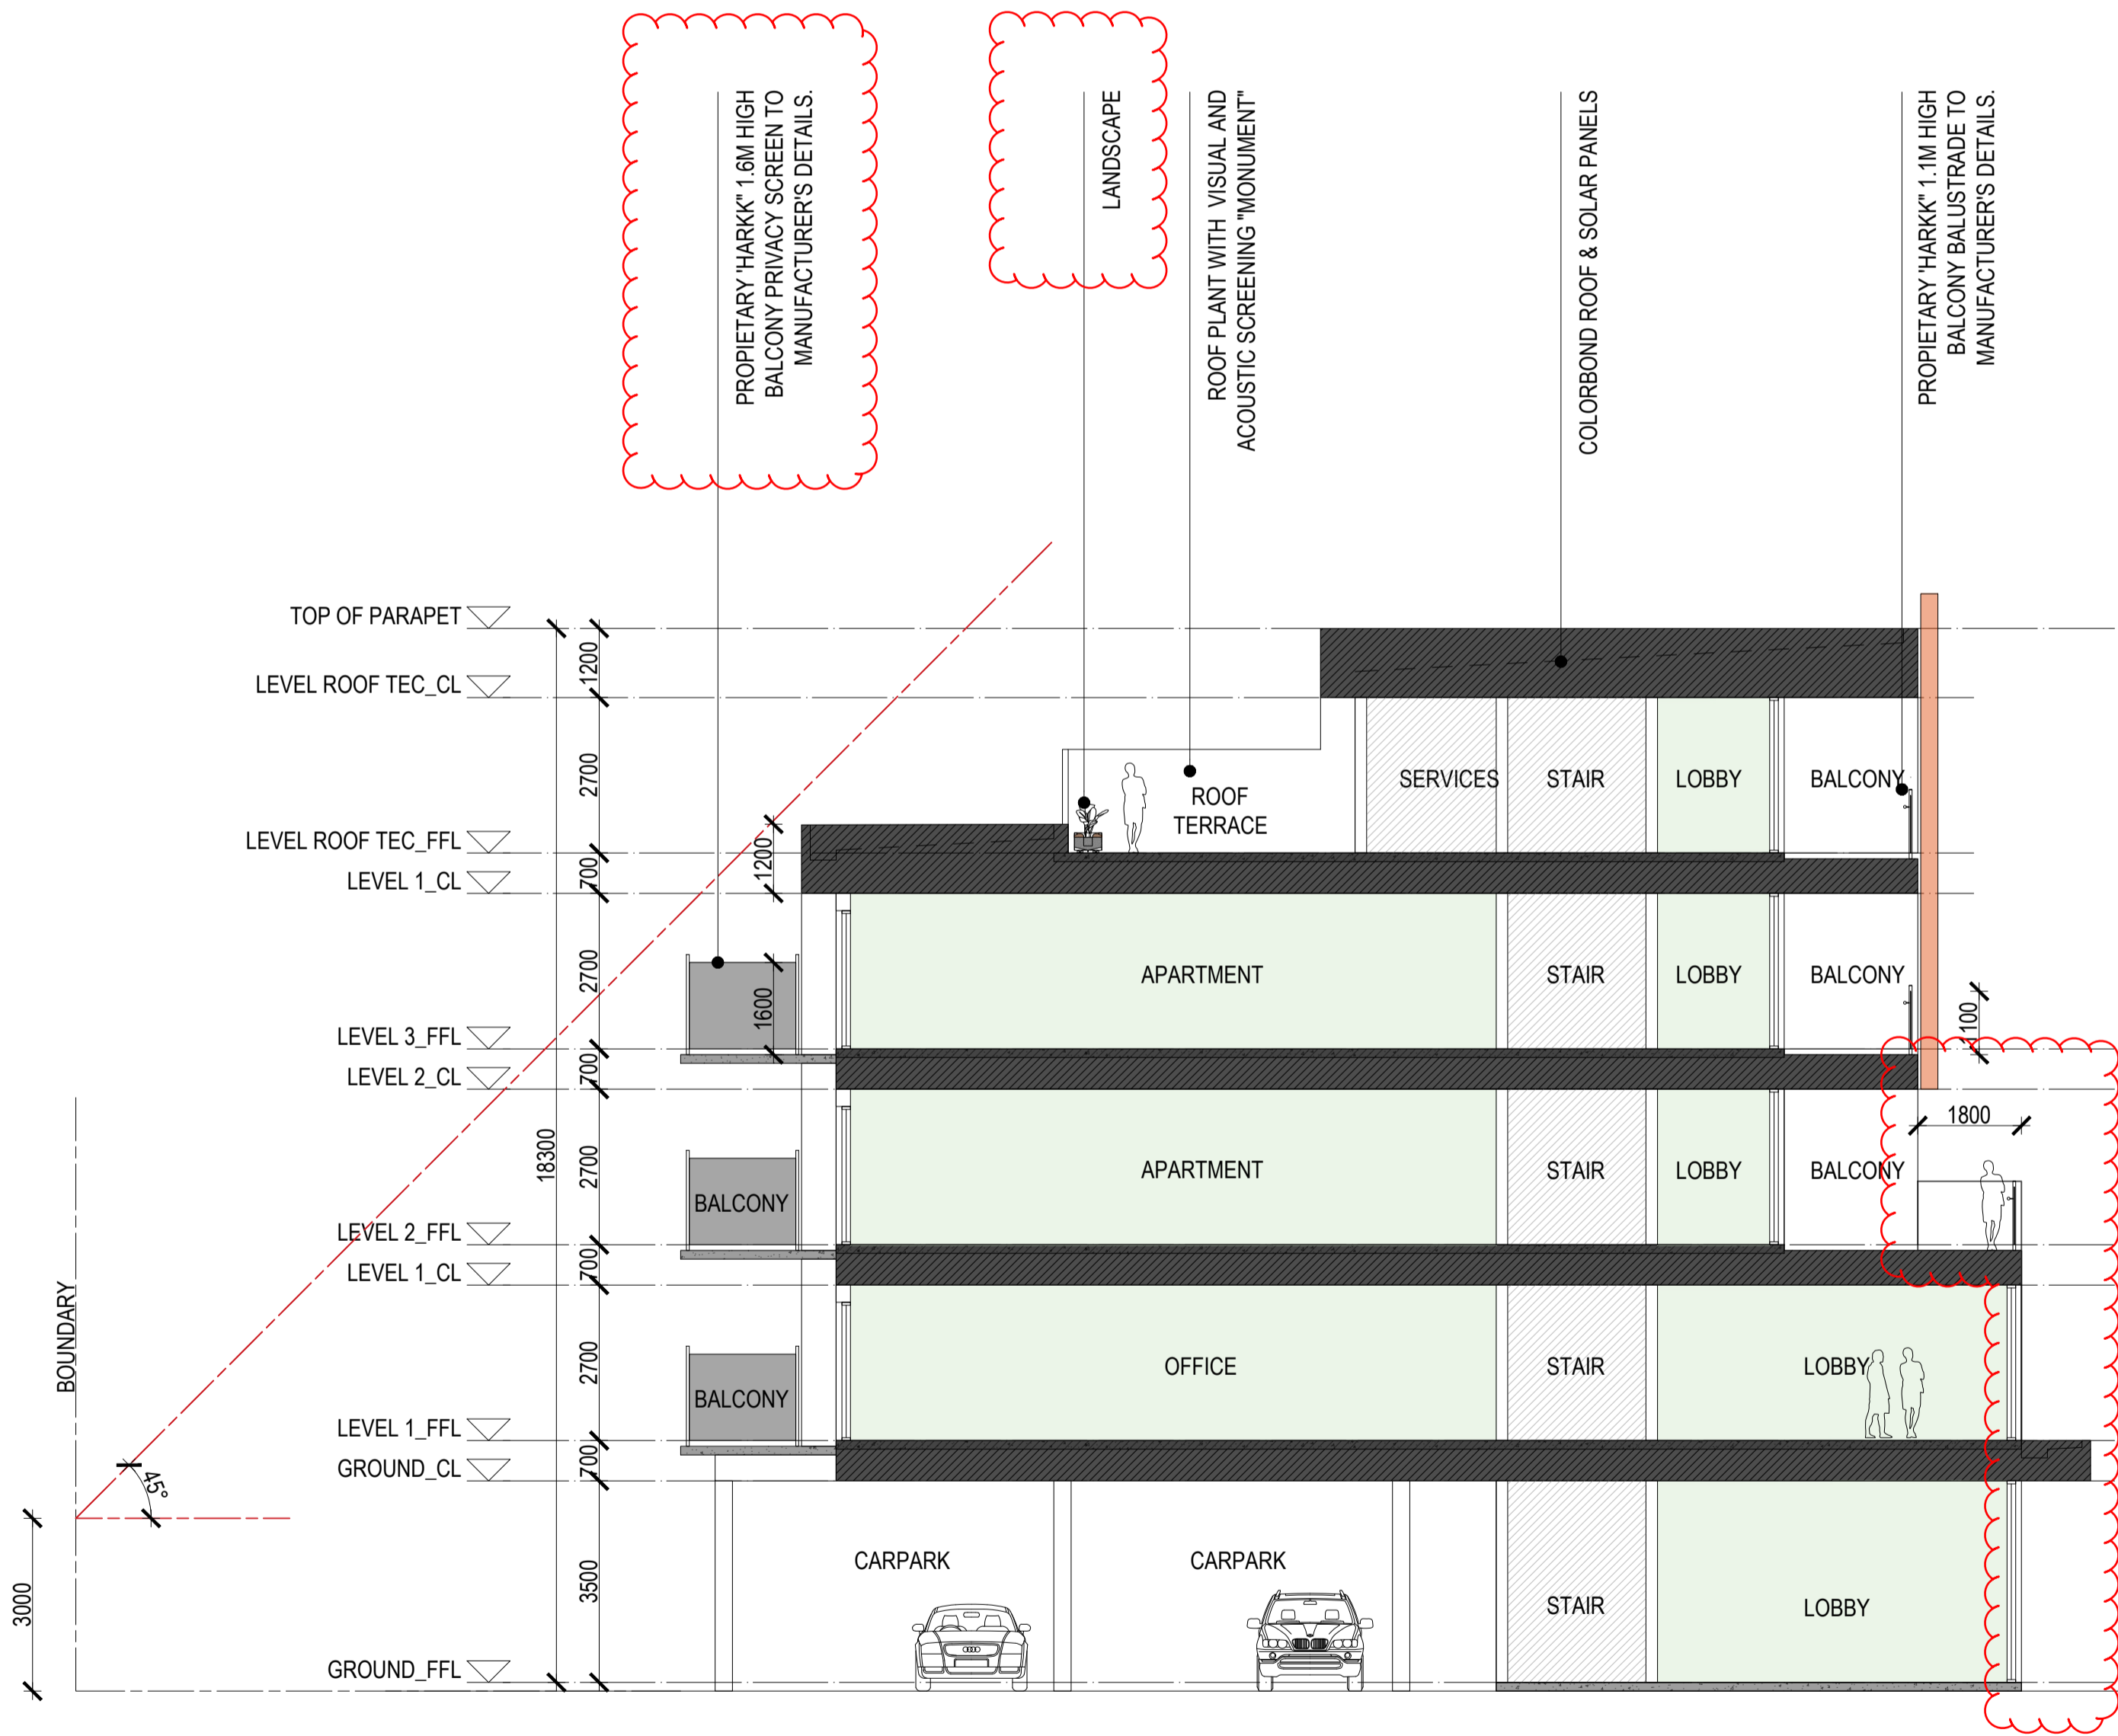 PROPIETARY 'HARKK" 1.6M HIGH
BALCONY PRIVACY SCREEN TO
MANUFACTURER'S DETAILS.
LANDSCAPE
ROOF PLANT WITH VISUAL AND
ACOUSTIC SCREENING "MONUMENT"
COLORBOND ROOF & SOLAR PANELS
PROPIETARY 'HARKK" 1.1M HIGH
BALCONY BALUSTRADE TO
MANUFACTURER'S DETAILS.
TOP OF PARAPET
1200
LEVEL ROOF TEC_CL
2700
SERVICES
STAIR
LOBBY
BALCONY
ROOF
TERRACE
LEVEL ROOF TEC_FFL
1200
700
LEVEL 1_CL
2700
APARTMENT
STAIR
LOBBY
BALCONY
1600
1100
LEVEL 3_FFL
700
LEVEL 2_CL
1800
18300
2700
APARTMENT
STAIR
LOBBY
BALCONY
BALCONY
LEVEL 2_FFL
700
LEVEL 1_CL
BOUNDARY
2700
OFFICE
STAIR
LOBBY
BALCONY
LEVEL 1_FFL
700
GROUND_CL
45°
CARPARK
CARPARK
3000
3500
STAIR
LOBBY
GROUND_FFL